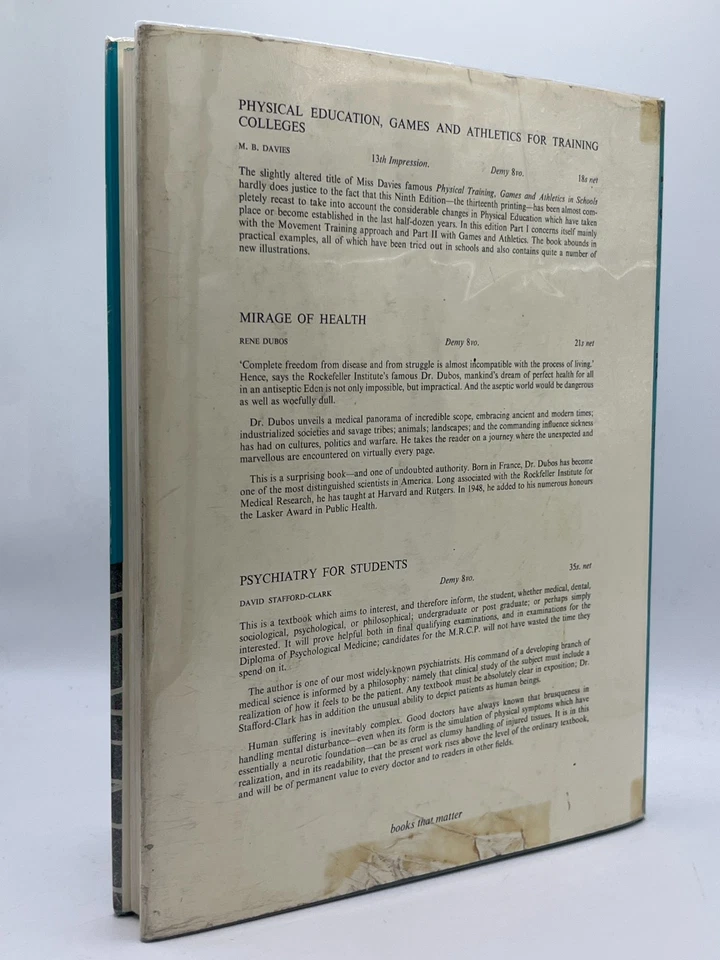 PHYSICAL EDUCATION, GAMES AND ATHLETICS FOR TRAINING
COLLEGES
M. B. DAVIES 13th Impression. Demy 8vo. 18s net
The slightly altered title of Miss Davies famous Physical Training, Games and Athletics in Schools
hardly does justice to the fact that this Ninth Edition—the thirteenth printing—has been almost com-
pletely recast to take into account the considerable changes in Physical Education which have taken
place or become established in the last half-dozen years. In this edition Part I concerns itself mainly
with the Movement Training approach and Part II with Games and Athletics. The book abounds in
practical examples, all of which have been tried out in schools and also contains quite a number of
new illustrations.
MIRAGE OF HEALTH
RENE DUBOS Demy 8vo. 21s net
‘Complete freedom from disease and from struggle is almost incompatible with the process of living.’
Hence, says the Rockefeller Institute's famous Dr. Dubos, mankind's dream of perfect health for all
in an antiseptic Eden is not only impossible, but impractical. And the aseptic world would be dangerous
as well as woefully dull.
Dr. Dubos unveils a medical panorama of incredible scope, embracing ancient and modern times;
industrialized societies and savage tribes; animals; landscapes; and the commanding influence sickness
has had on cultures, politics and warfare. He takes the reader on a journey where the unexpected and
marvellous are encountered on virtually every page.
This is a surprising book—and one of undoubted authority. Born in France, Dr. Dubos has become
one of the most distinguished scientists in America. Long associated with the Rockfeller Institute for
Medical Research, he has taught at Harvard and Rutgers. In 1948, he added to his numerous honours
the Lasker Award in Public Health.
PSYCHIATRY FOR STUDENTS
DAVID STAFFORD-CLARK Demy 8vo. 35s. net
This is a textbook which aims to interest, and therefore inform, the student, whether medical, dental,
sociological, psychological, or philosophical; undergraduate or post graduate; or perhaps simply
interested. It will prove helpful both in final qualifying examinations, and in examinations for the
Diploma of Psychological Medicine; candidates for the M.R.C.P. will not have wasted the time they
spend on it.
The author is one of our most widely-known psychiatrists. His command of a developing branch of
medical science is informed by a philosophy: namely that clinical study of the subject must include a
realization of how it feels to be the patient. Any textbook must be absolutely clear in exposition; Dr.
Stafford-Clark has in addition the unusual ability to depict patients as human beings.
Human suffering is inevitably complex. Good doctors have always known that brusqueness in
handling mental disturbance—even when its form is the simulation of physical symptoms which have
essentially a neurotic foundation—can be as cruel as clumsy handling of injured tissues. It is in this
realization, and in its readability, that the present work rises above the level of the ordinary textbook,
and will be of permanent value to every doctor and to readers in other fields.
books that matter